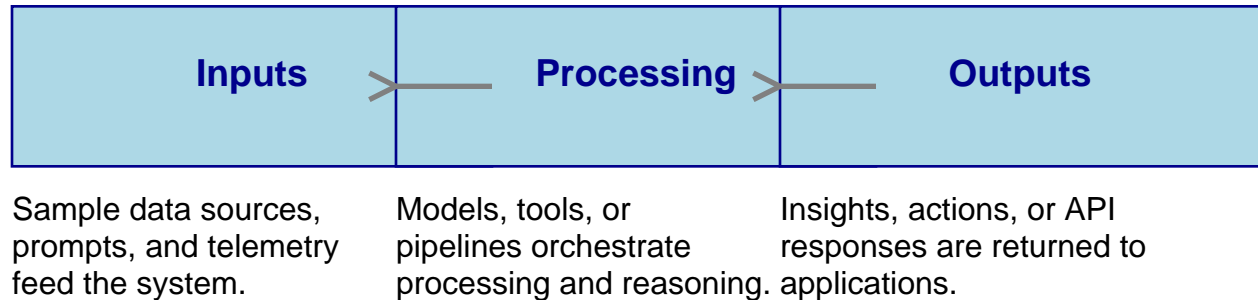 Inputs
Processing
Outputs
Sample data sources,
prompts, and telemetry
feed the system.
Models, tools, or
pipelines orchestrate
processing and reasoning.
Insights, actions, or API
responses are returned to
applications.